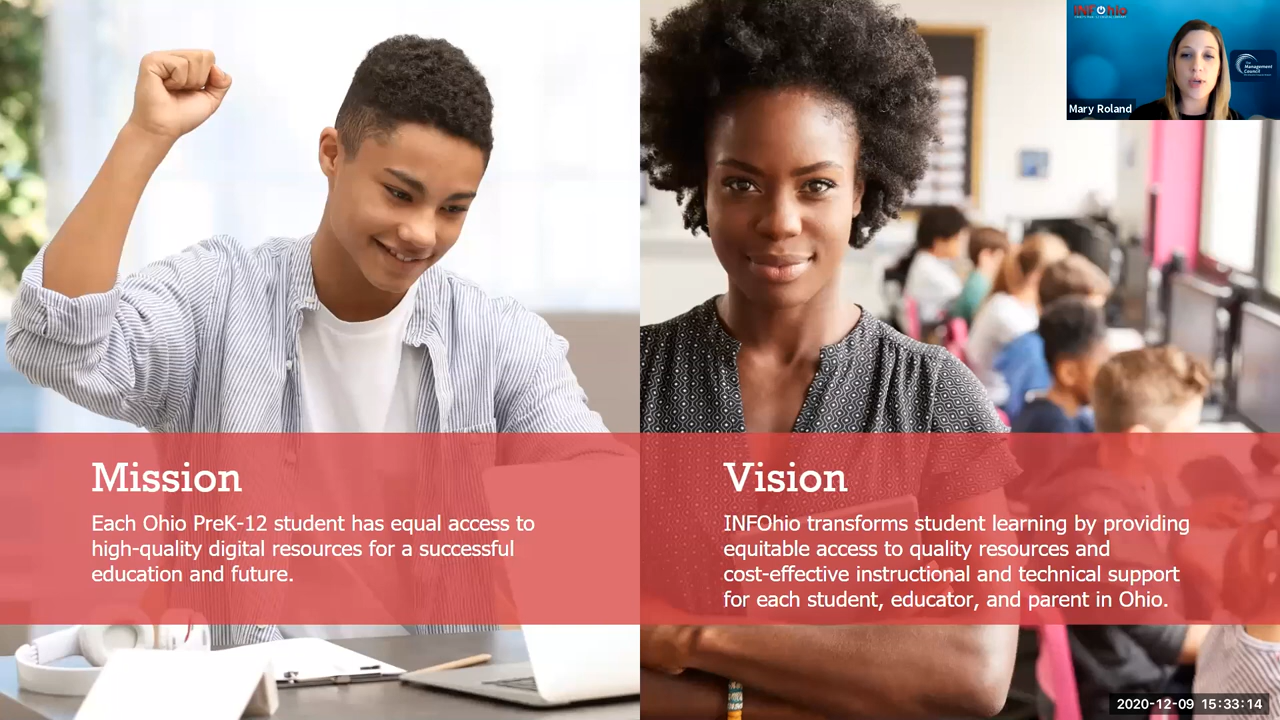 INFOhio
The
Management
Council
Mary Roland
Mission
Each Ohio PreK-12 student has equal access to
high-quality digital resources for a successful
education and future.
Vision
INFOhio transforms student learning by providing
equitable access to quality resources and
cost-effective instructional and technical support
for each student, educator, and parent in Ohio.
2020-12-09 15:33:14